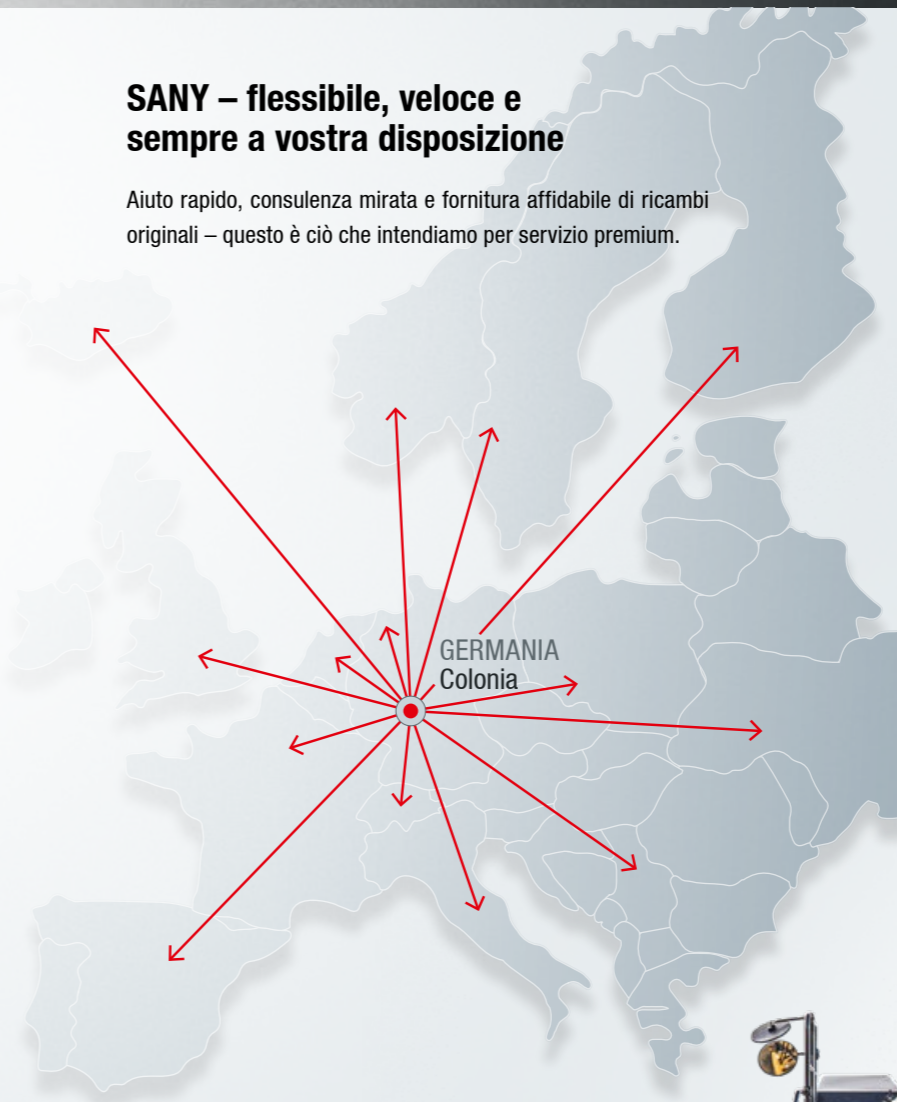 SANY – flessibile, veloce e
sempre a vostra disposizione
Aiuto rapido, consulenza mirata e fornitura affidabile di ricambi
originali – questo è ciò che intendiamo per servizio premium.
GERMANIA
Colonia